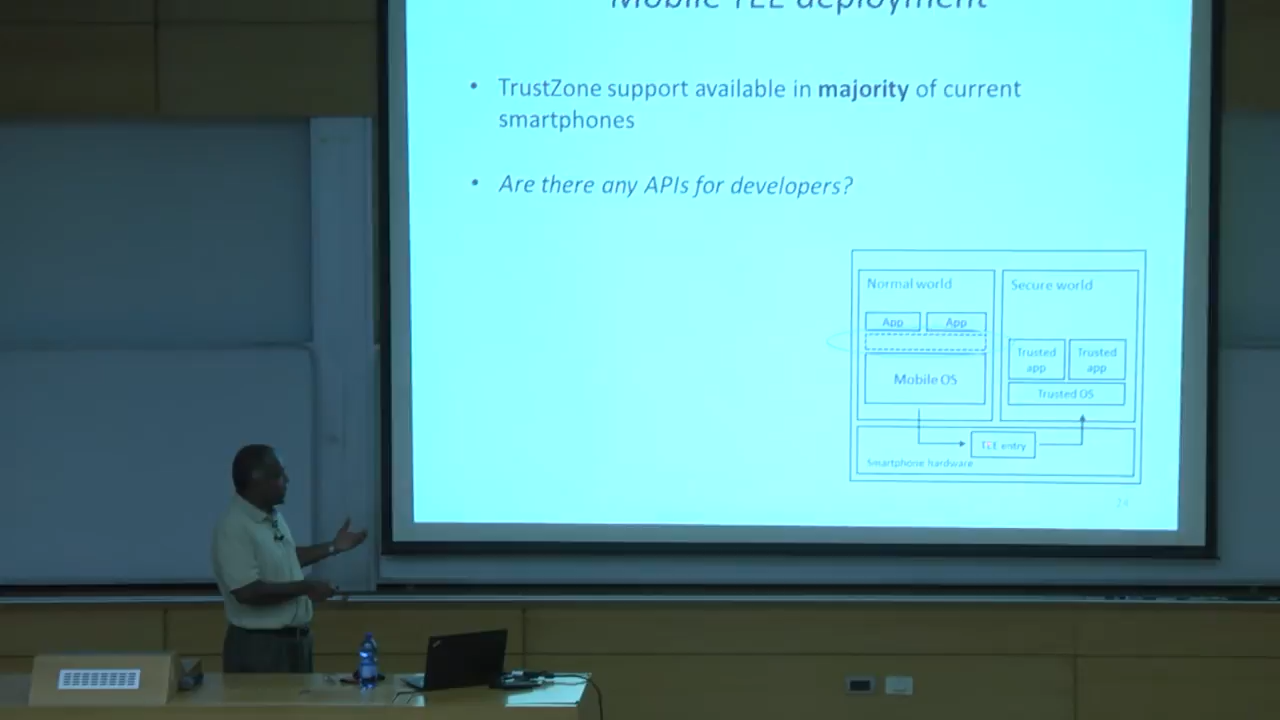 Mobile TEE deployment
• TrustZone support available in majority of current
smartphones
• Are there any APIs for developers?
Normal world
Secure world
App
App
Trusted
app
Trusted
app
Mobile OS
Trusted OS
TEE entry
Smartphone hardware
24